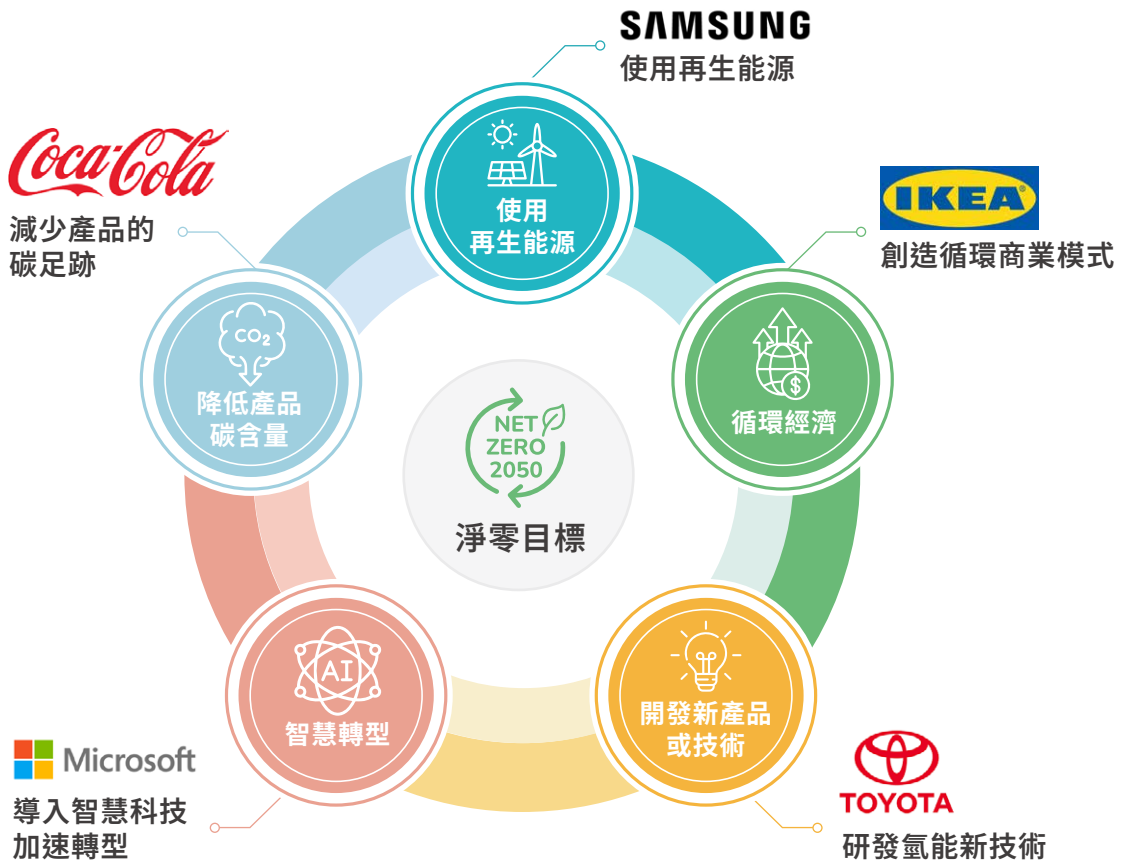 SAMSUNG
使用再生能源
Coca-Cola
減少產品的
碳足跡
IKEA
創造循環商業模式
使用
再生能源
CO₂
降低產品
碳含量
$
循環經濟
NET
ZERO
2050
淨零目標
AI
智慧轉型
開發新產品
或技術
Microsoft
導入智慧科技
加速轉型
TOYOTA
研發氫能新技術